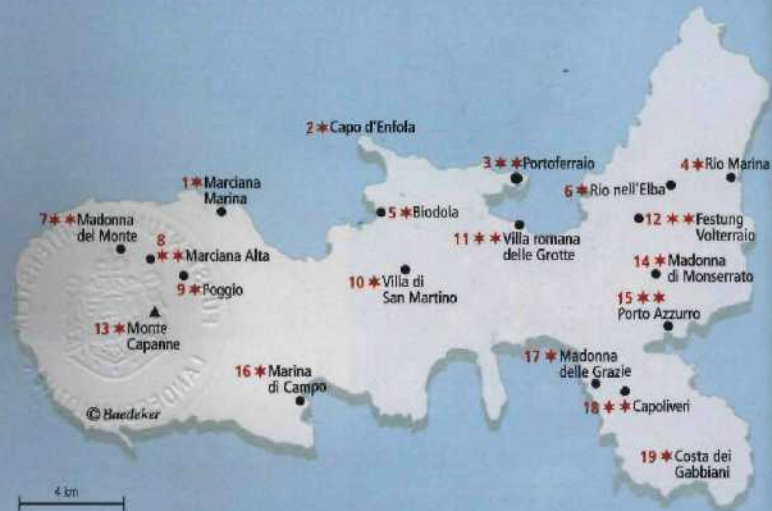 2 * Capo d'Enfola
3 * * Portoferraio
4 * Rio Marina
1 * Marciana
Marina
6 * Rio nell'Elba
7 * * Madonna
del Monte
5 * Biodola
12 * * Festung
Volterraio
8
* * Marciana Alta
11 * * Villa romana
delle Grotte
14 * Madonna
di Monserrato
9 * Poggio
10 * Villa di
San Martino
15 * *
Porto Azzurro
13 * Monte
Capanne
17 * Madonna
delle Grazie
16 * Marina
di Campo
18 * * Capoliveri
© Baedeker
19 * Costa dei
Gabbiani
4 km